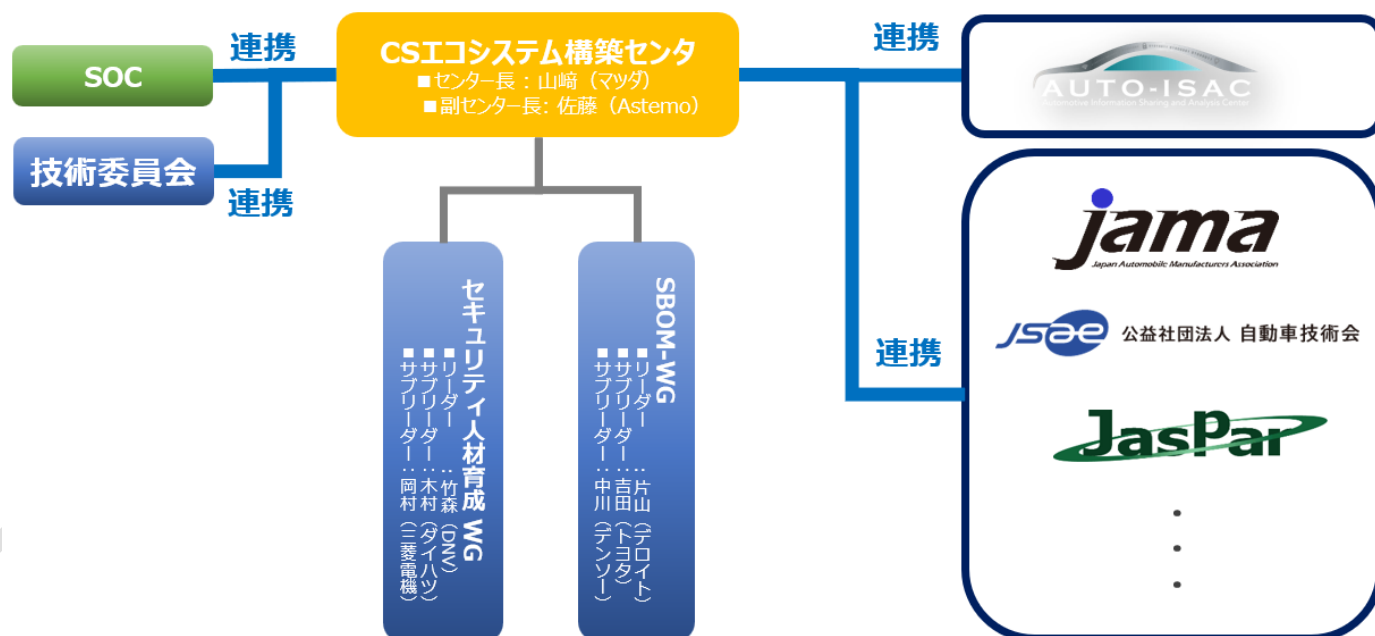 SOC
連携
技術委員会
連携
CSエコシステム構築センタ
■センター長：山﨑（マツダ）
■副センター長：佐藤（Astemo）
セキュリティ人材育成 WG
■リーダー ：竹森（DNV）
■サブリーダー：木村（ダイハツ）
■サブリーダー：岡村（三菱電機）
SBOM-WG
■リーダー ：片山（デロイト）
■サブリーダー：吉田（トヨタ）
■サブリーダー：中川（デンソー）
連携
AUTO-ISAC
Automotive Information Sharing and Analysis Center
連携
jama
Japan Automobile Manufacturers Association
JSAE 公益社団法人 自動車技術会
JasPar
・
・
・